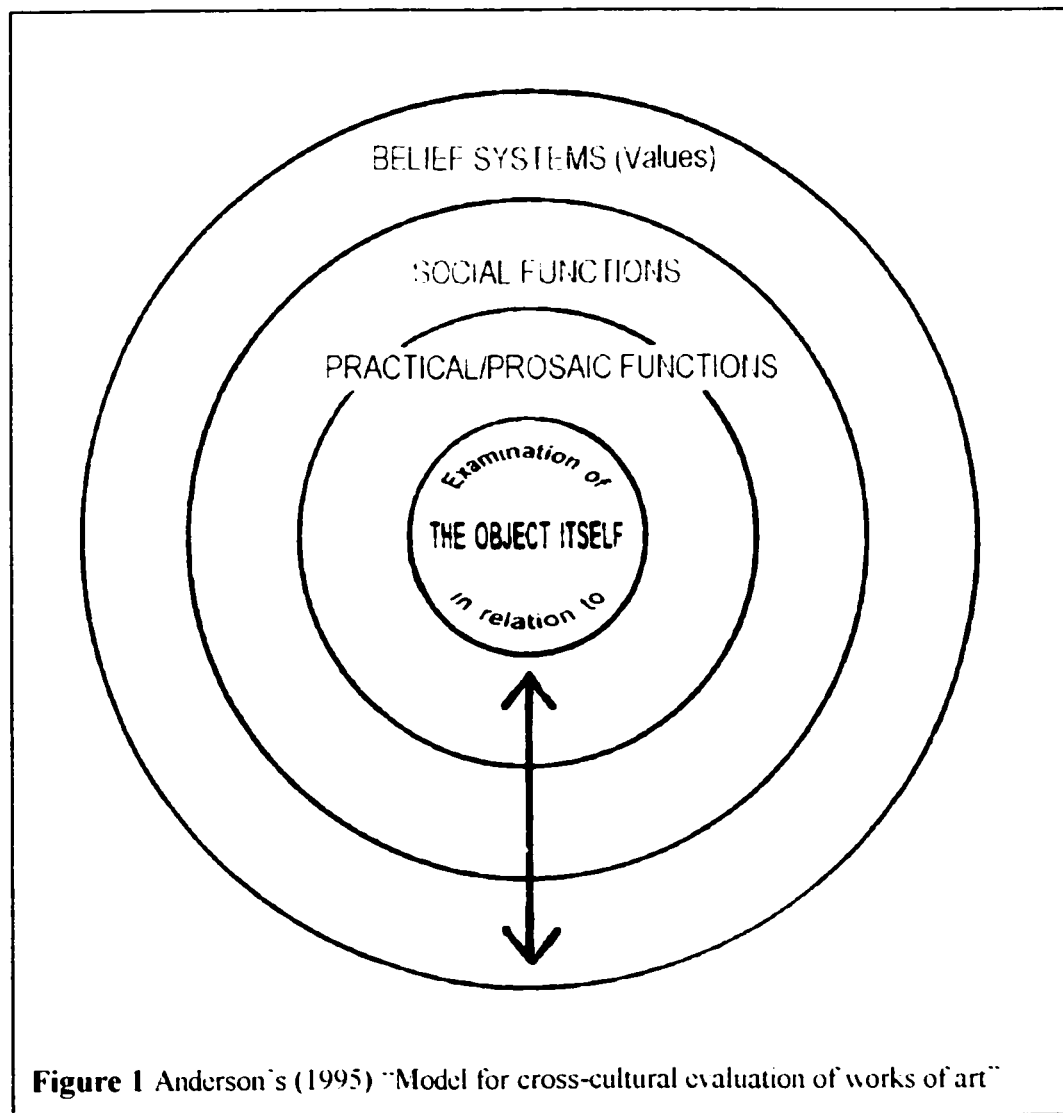 BELIEF SYSTEMS (Values)
SOCIAL FUNCTIONS
PRACTICAL/PROSAIC FUNCTIONS
Examination of
THE OBJECT ITSELF
in relation to
Figure 1 Anderson's (1995) "Model for cross-cultural evaluation of works of art"